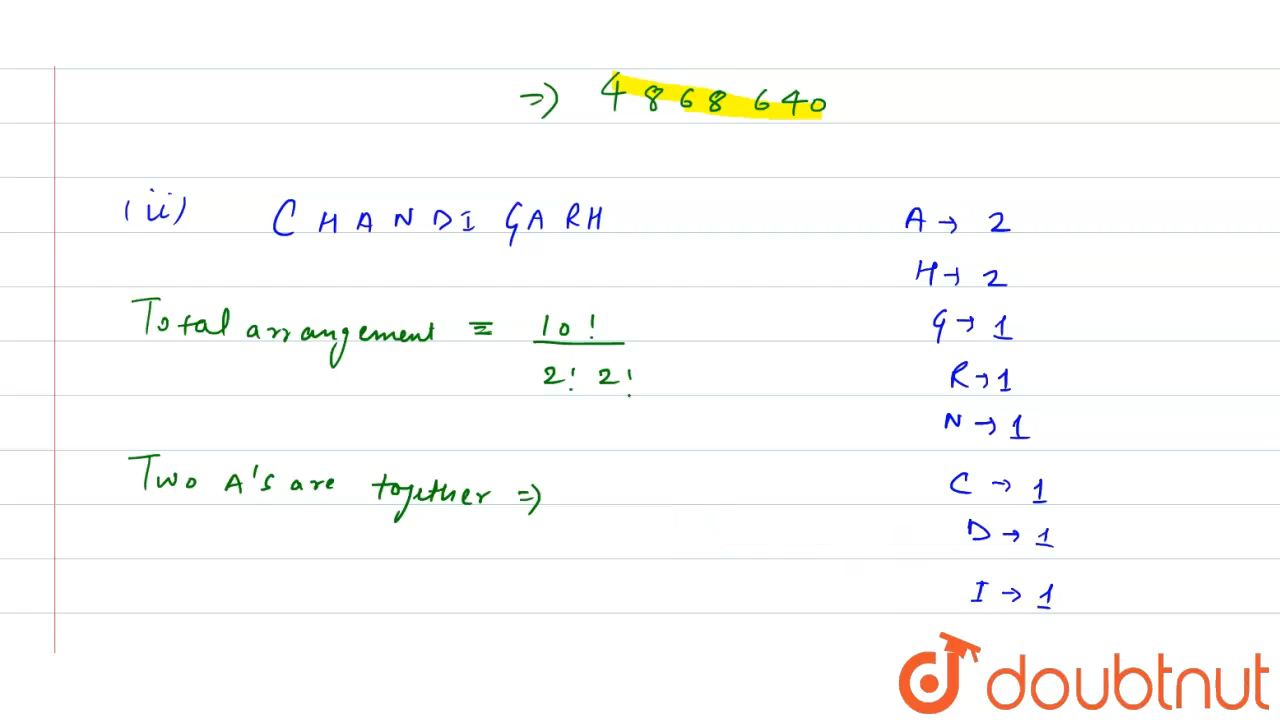 => 4868640
(ii) CHANDIGARH
Total arrangement = 10!
2! 2!
Two A's are together =>
A → 2
H → 2
G → 1
R → 1
N → 1
C → 1
D → 1
I → 1
doubtnut